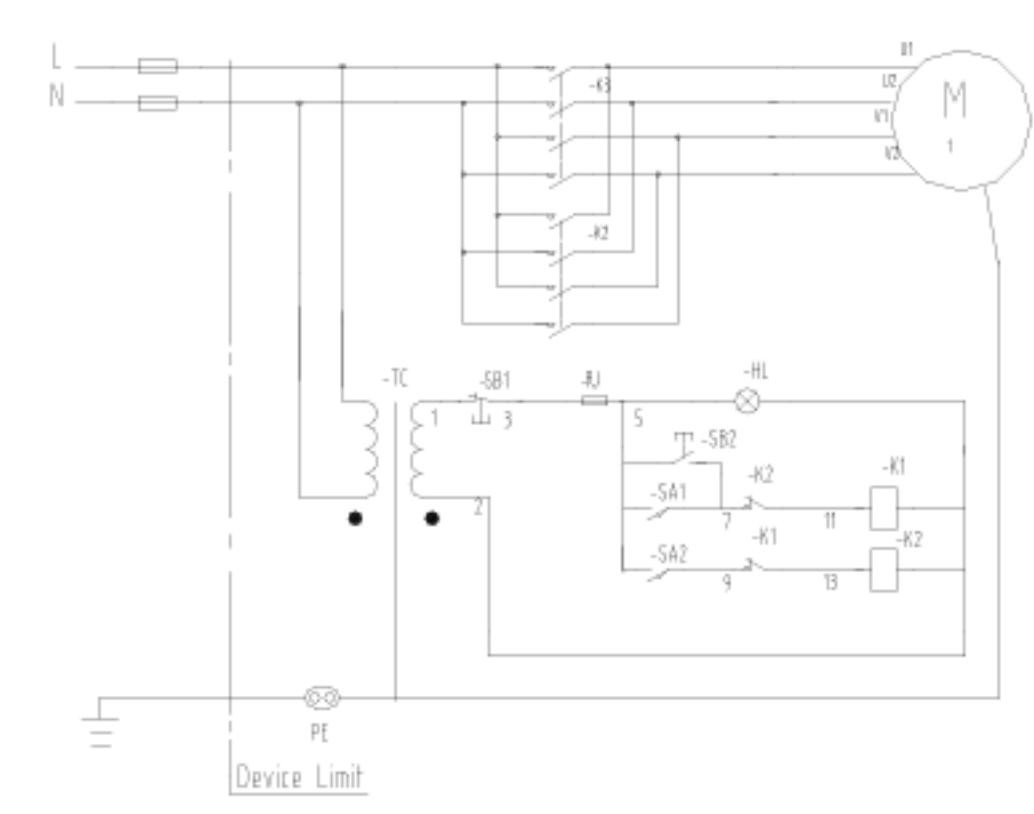 L
N
U1
U2
V1
V2
M
1
-K3
-K2
-TC
1
-SB1
3
-RJ
5
-HL
-SB2
-K2
-K1
-SA1
7
11
2
-K1
-K2
-SA2
9
13
PE
Device Limit